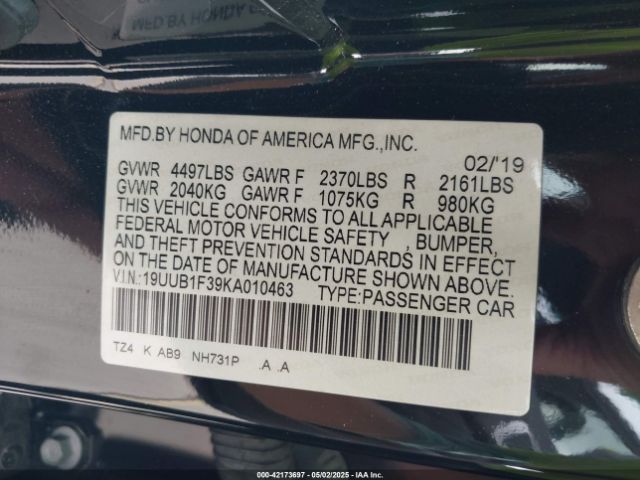 MFD.BY HONDA OF AMERICA MFG.,INC.
02/'19
GVWR 4497LBS GAWR F 2370LBS R 2161LBS
GVWR 2040KG GAWR F 1075KG R 980KG
THIS VEHICLE CONFORMS TO ALL APPLICABLE
FEDERAL MOTOR VEHICLE SAFETY , BUMPER,
AND THEFT PREVENTION STANDARDS IN EFFECT
ON THE DATE OF MANUFACTURE SHOWN ABOVE.
V.I.N.:19UUB1F39KA010463 TYPE:PASSENGER CAR
TZ4 K AB9 NH731P .A .A
000-42173697 - 05/02/2025 - IAA Inc.